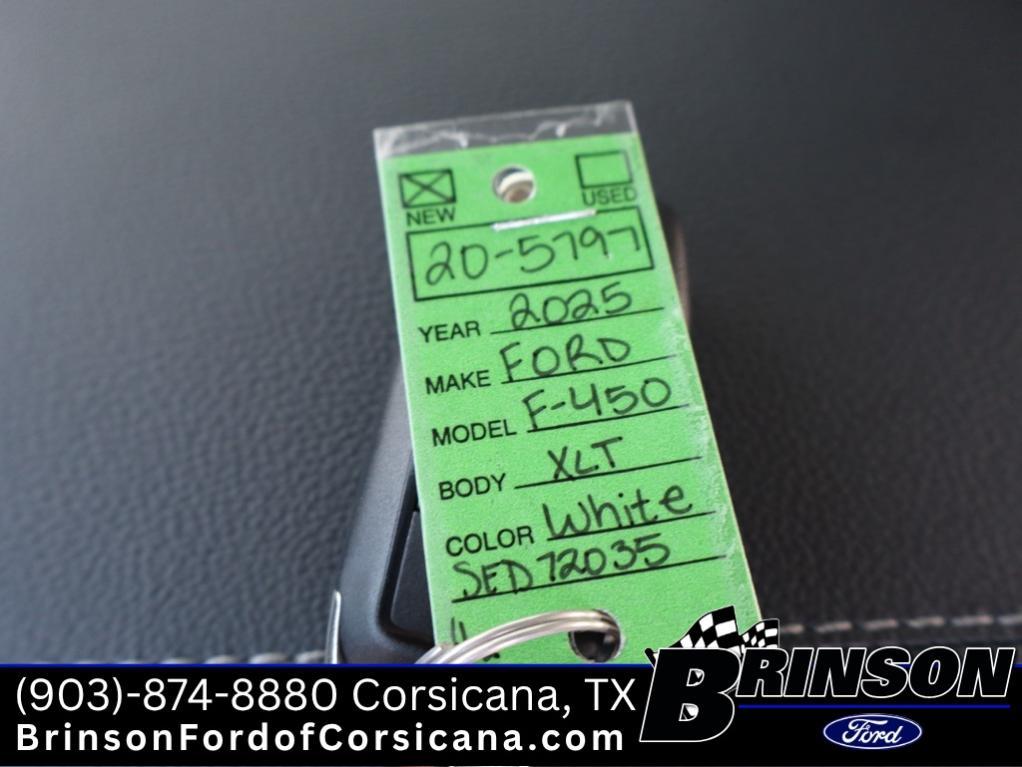 NEW USED
20-5797
YEAR 2025
MAKE FORD
MODEL F-450
BODY XLT
COLOR White
SED72035
(903)-874-8880 Corsicana, TX
BrinsonFordofCorsicana.com
BRINSON
Ford